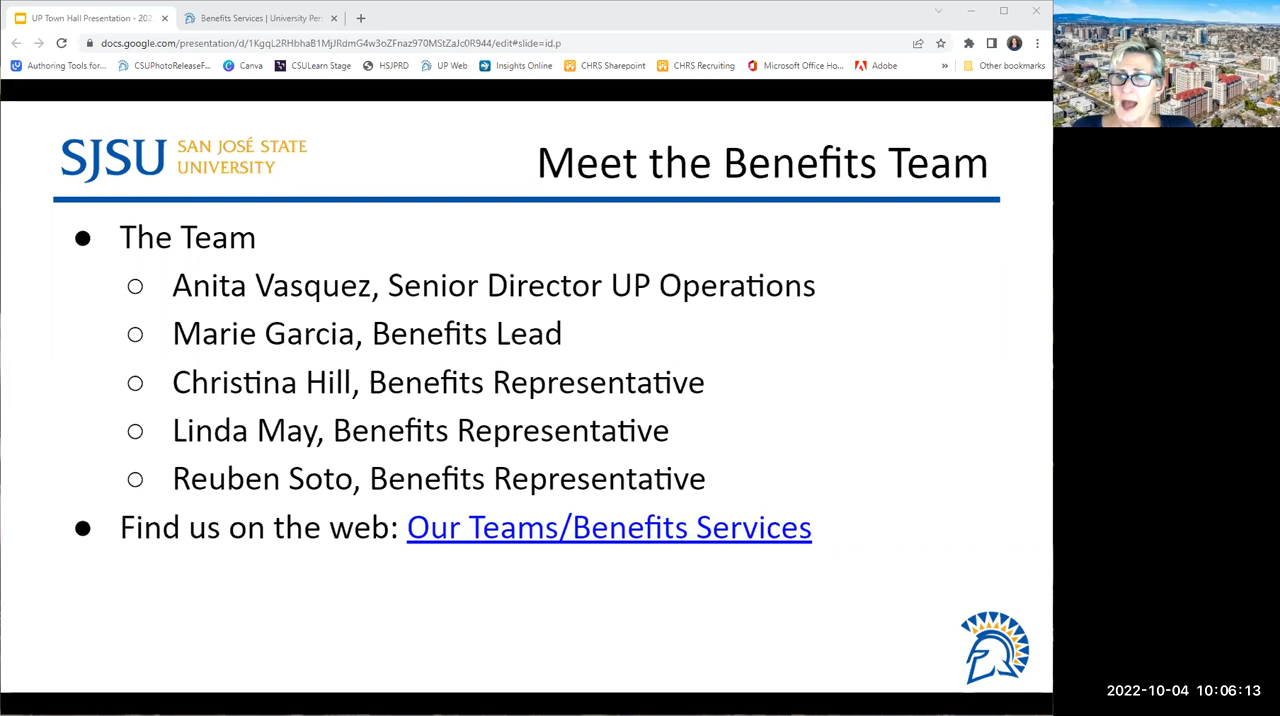 UP Town Hall Presentation - 202
Benefits Services | University Per
docs.google.com/presentation/d/1KgqL2RHbhaB1MjJRdmG4w3oZFnaz970MStZaJc0R944/edit#slide=id.p
Authoring Tools for... CSUPhotoReleaseF... Canva CSULearn Stage HSJPRD UP Web Insights Online CHRS Sharepoint CHRS Recruiting Microsoft Office Ho... Adobe » Other bookmarks
SJSU SAN JOSÉ STATE
UNIVERSITY
Meet the Benefits Team
● The Team
○ Anita Vasquez, Senior Director UP Operations
○ Marie Garcia, Benefits Lead
○ Christina Hill, Benefits Representative
○ Linda May, Benefits Representative
○ Reuben Soto, Benefits Representative
● Find us on the web: Our Teams/Benefits Services
2022-10-04 10:06:13